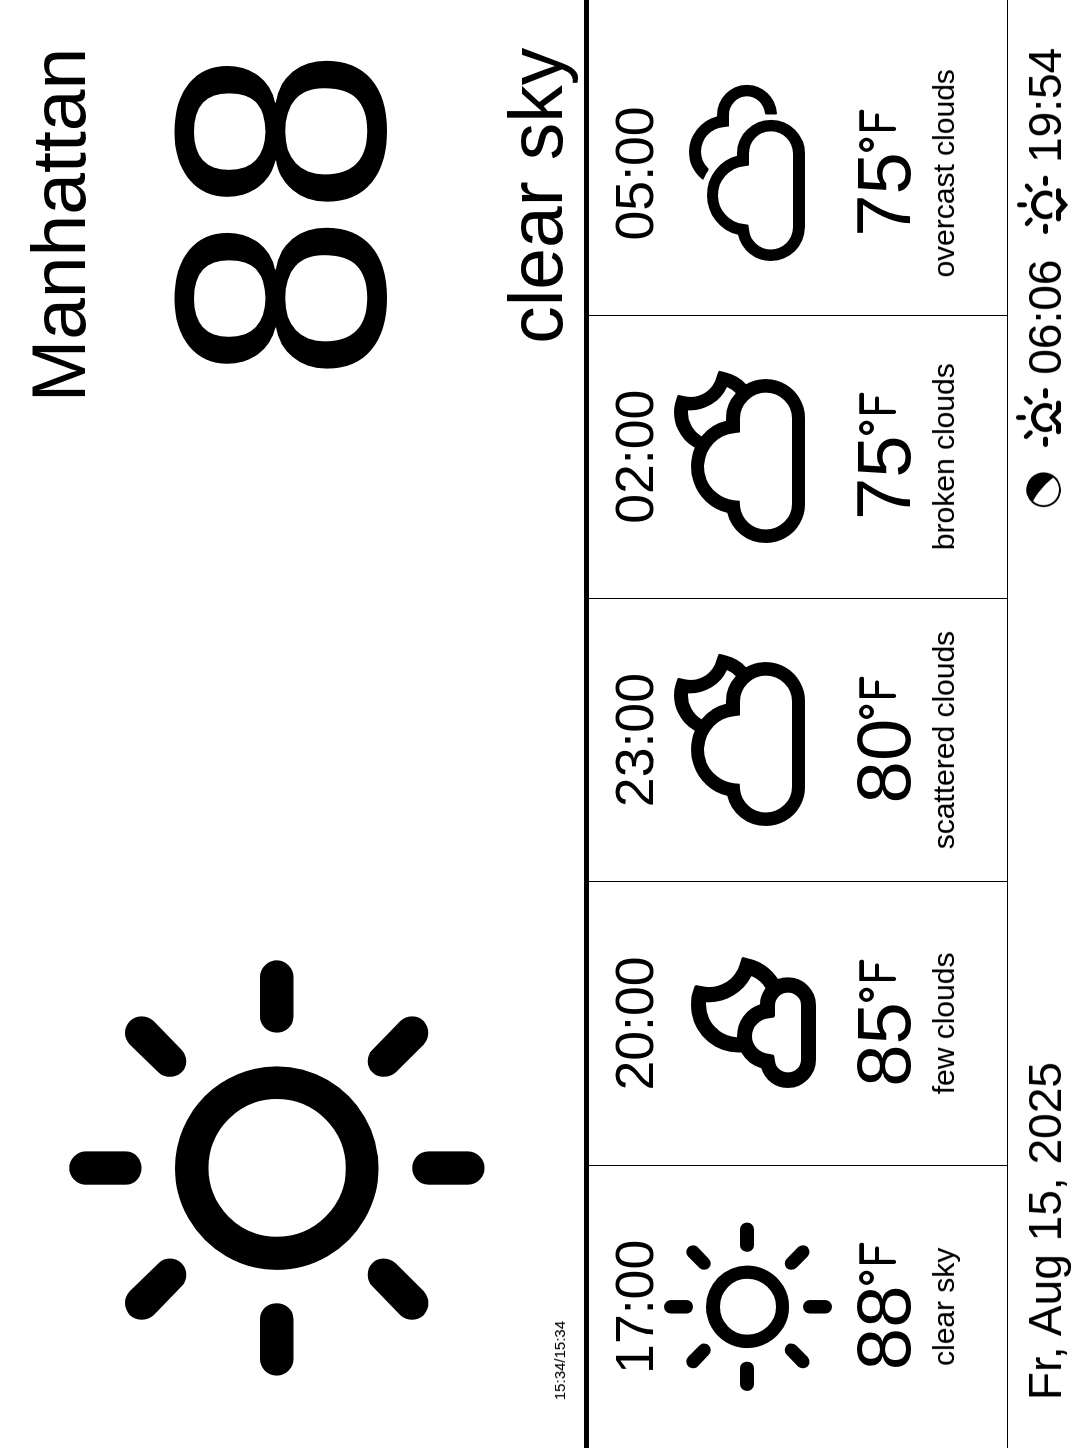 Manhattan
88
clear sky
15:34/15:34
17:00
88°F
clear sky
20:00
85°F
few clouds
23:00
80°F
scattered clouds
02:00
75°F
broken clouds
05:00
75°F
overcast clouds
Fr, Aug 15, 2025
06:06
19:54